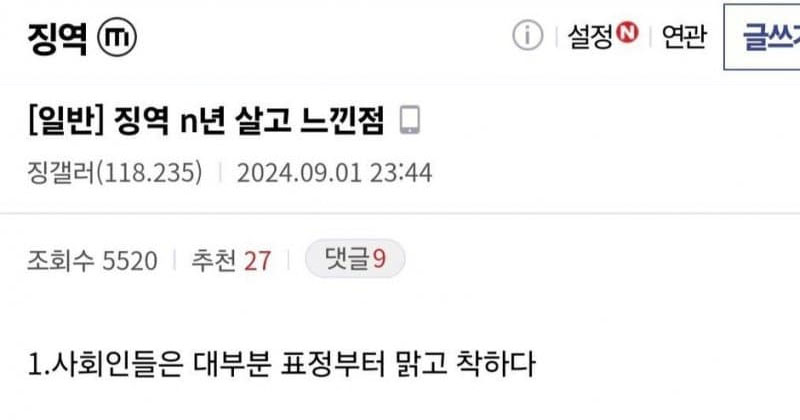 징역 ⓜ ⓘ 설정 N 연관 글쓰
[일반] 징역 n년 살고 느낀점
징갤러(118.235) 2024.09.01 23:44
조회수 5520 추천 27 댓글 9
1.사회인들은 대부분 표정부터 맑고 착하다